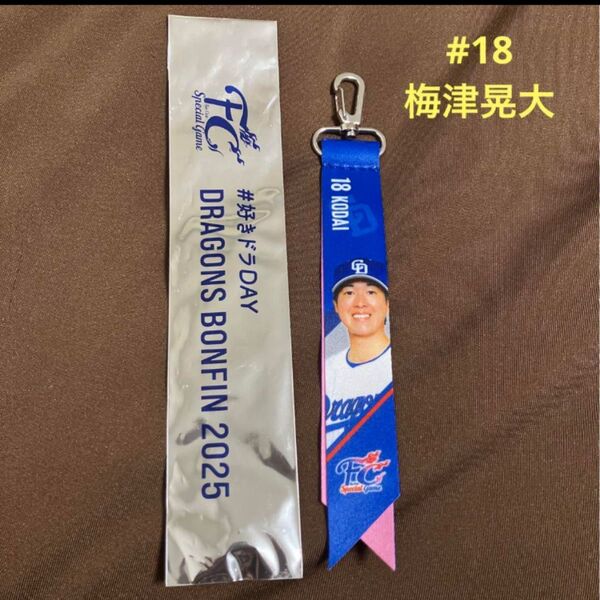 #18
梅津晃大
FC
Special Game
#好きドラDAY
DRAGONS BONFIN 2025
18 KODAI
CD
Dragon
FC
Special Game